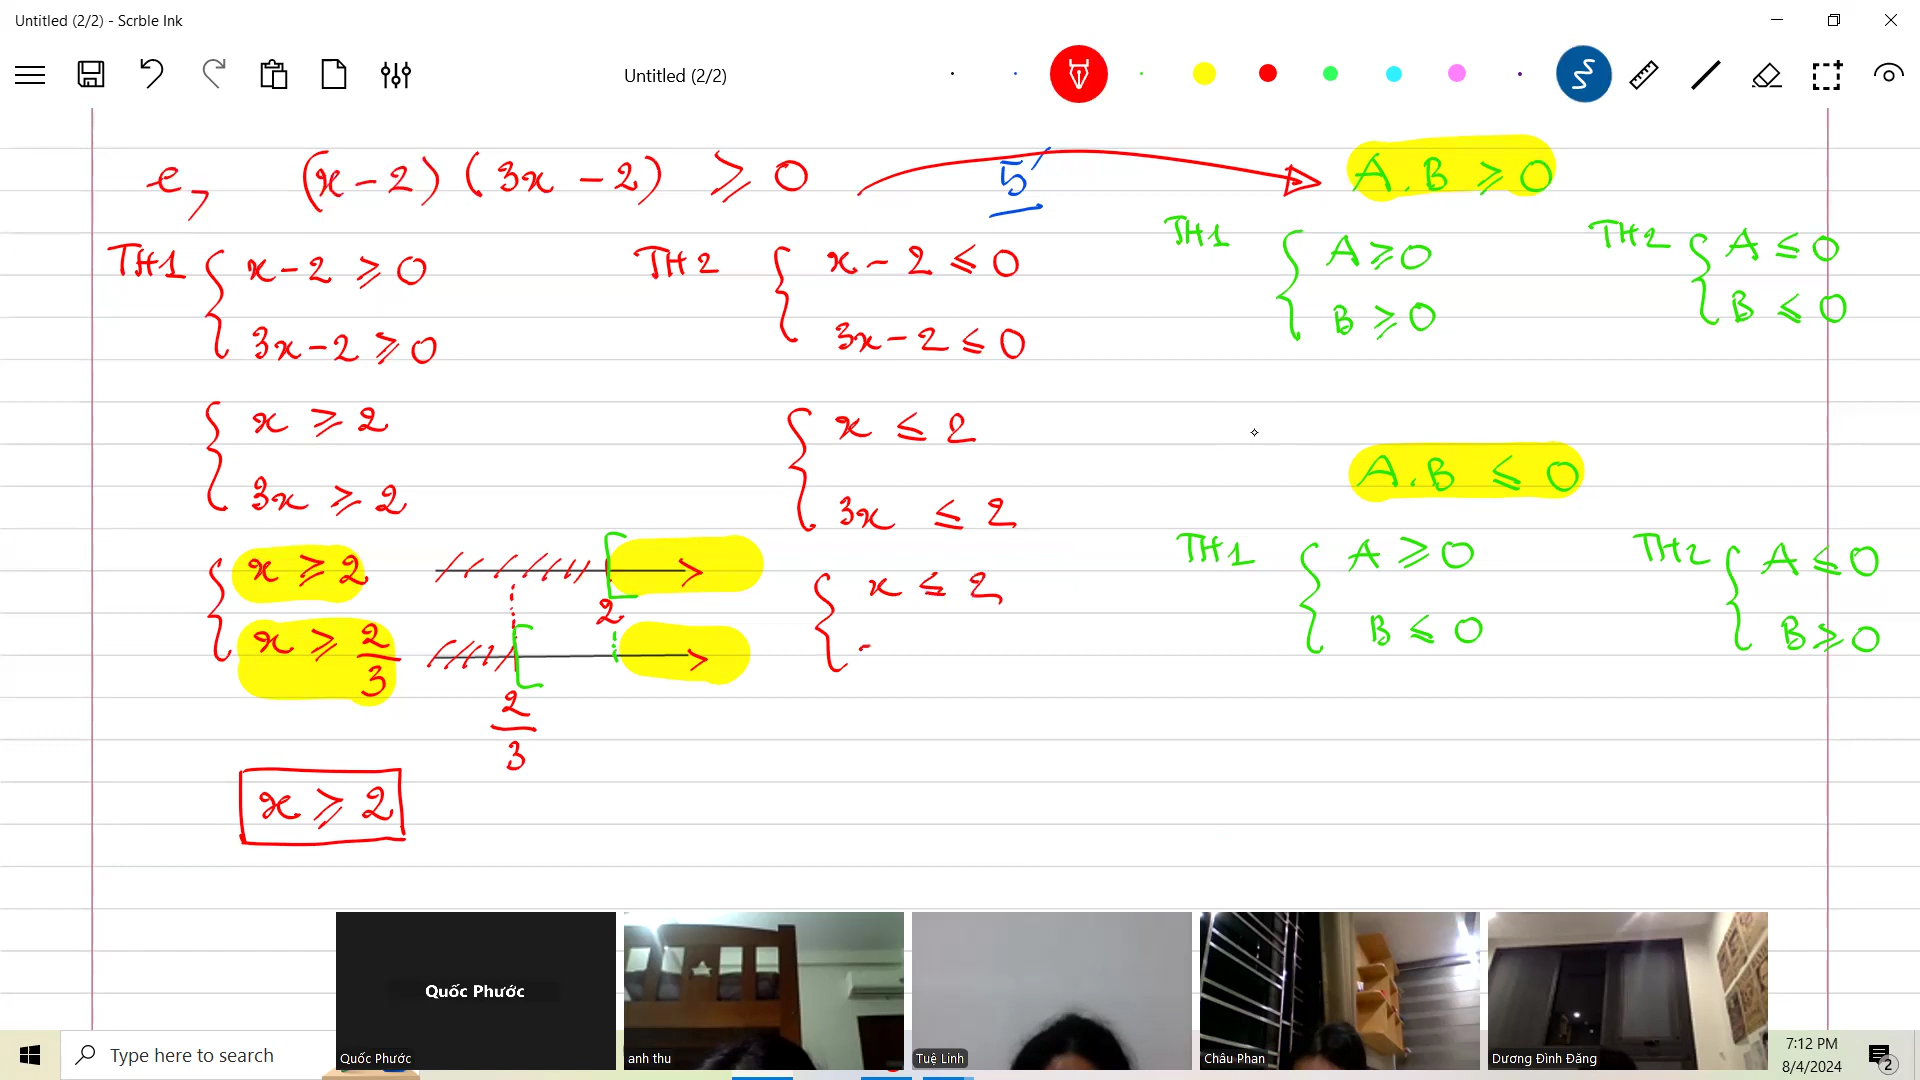 Untitled (2/2) - Scrble Ink
Untitled (2/2)
e, (x - 2) (3x - 2) ≥ 0
5'
A.B ≥ 0
TH1 { x - 2 ≥ 0
3x - 2 ≥ 0
TH2 { x - 2 ≤ 0
3x - 2 ≤ 0
TH1 { A ≥ 0
B ≥ 0
TH2 { A ≤ 0
B ≤ 0
{ x ≥ 2
3x ≥ 2
{ x ≤ 2
3x ≤ 2
A.B ≤ 0
TH1 { A ≥ 0
B ≤ 0
TH2 { A ≤ 0
B ≥ 0
{ x ≥ 2
x ≥ 2/3
2
2/3
{ x ≤ 2
x ≥ 2
Quốc Phước
Quốc Phước
anh thu
Tuệ Linh
Châu Phan
Dương Đình Đăng
Type here to search
7:12 PM
8/4/2024
2